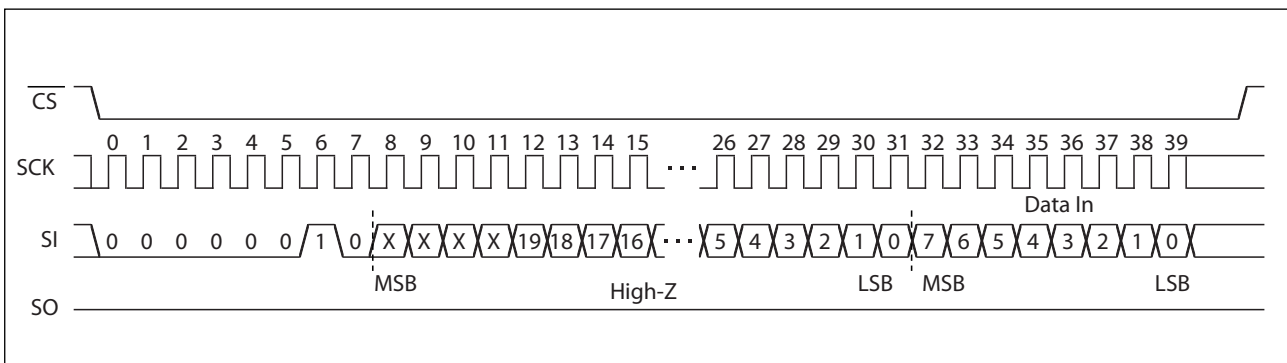 CS
0 1 2 3 4 5 6 7 8 9 10 11 12 13 14 15 26 27 28 29 30 31 32 33 34 35 36 37 38 39
SCK ···
Data In
SI 0 0 0 0 0 0 1 0 X X X X 19 18 17 16 ··· 5 4 3 2 1 0 7 6 5 4 3 2 1 0
MSB High-Z LSB MSB LSB
SO